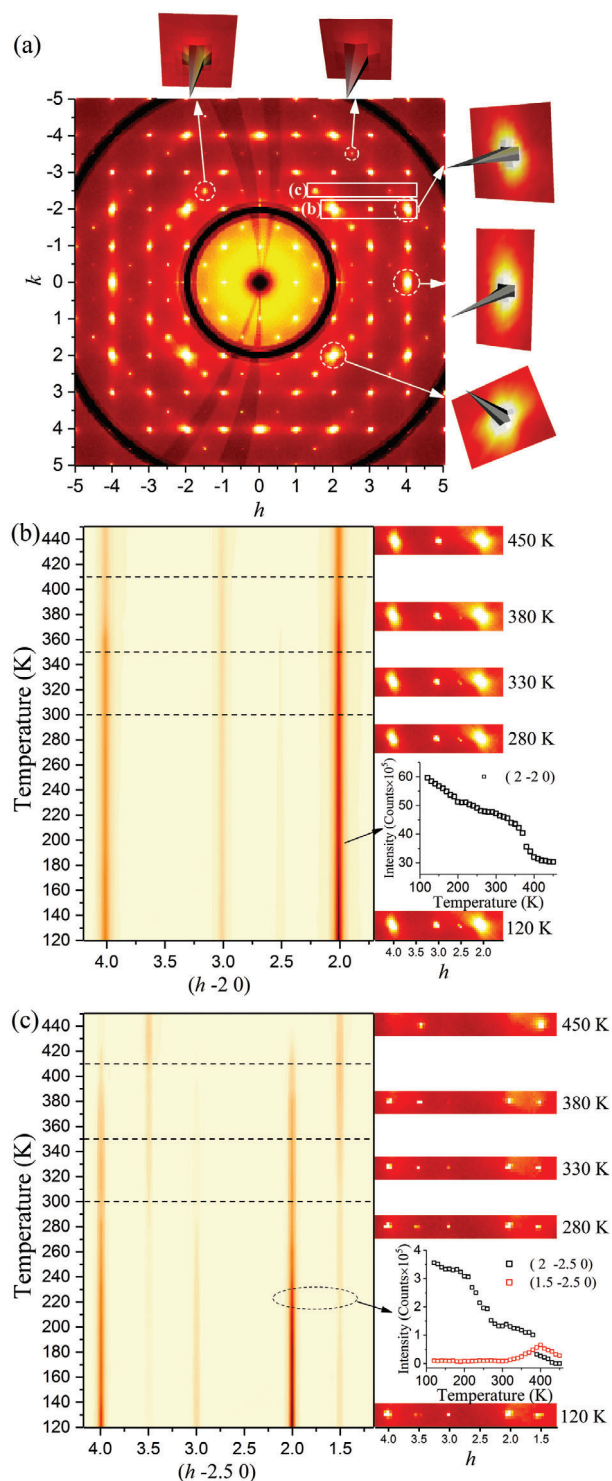 (a)
-5
-4
-3
-2
-1
0
1
2
3
4
5
k
(c)
(b)
-5 -4 -3 -2 -1 0 1 2 3 4 5
h
(b)
440
420
400
380
360
340
320
300
280
260
240
220
200
180
160
140
120
Temperature (K)
4.0 3.5 3.0 2.5 2.0
(h -2 0)
450 K
380 K
330 K
280 K
( 2 -2 0)
Intensity (Counts×10⁵)
60
50
40
30
100 200 300 400
Temperature (K)
120 K
4.0 3.5 3.0 2.5 2.0
h
(c)
440
420
400
380
360
340
320
300
280
260
240
220
200
180
160
140
120
Temperature (K)
4.0 3.5 3.0 2.5 2.0 1.5
(h -2.5 0)
450 K
380 K
330 K
280 K
( 2 -2.5 0)
(1.5 -2.5 0)
Intensity (Counts×10⁵)
4
3
2
1
0
100 200 300 400
Temperature (K)
120 K
4.0 3.5 3.0 2.5 2.0 1.5
h